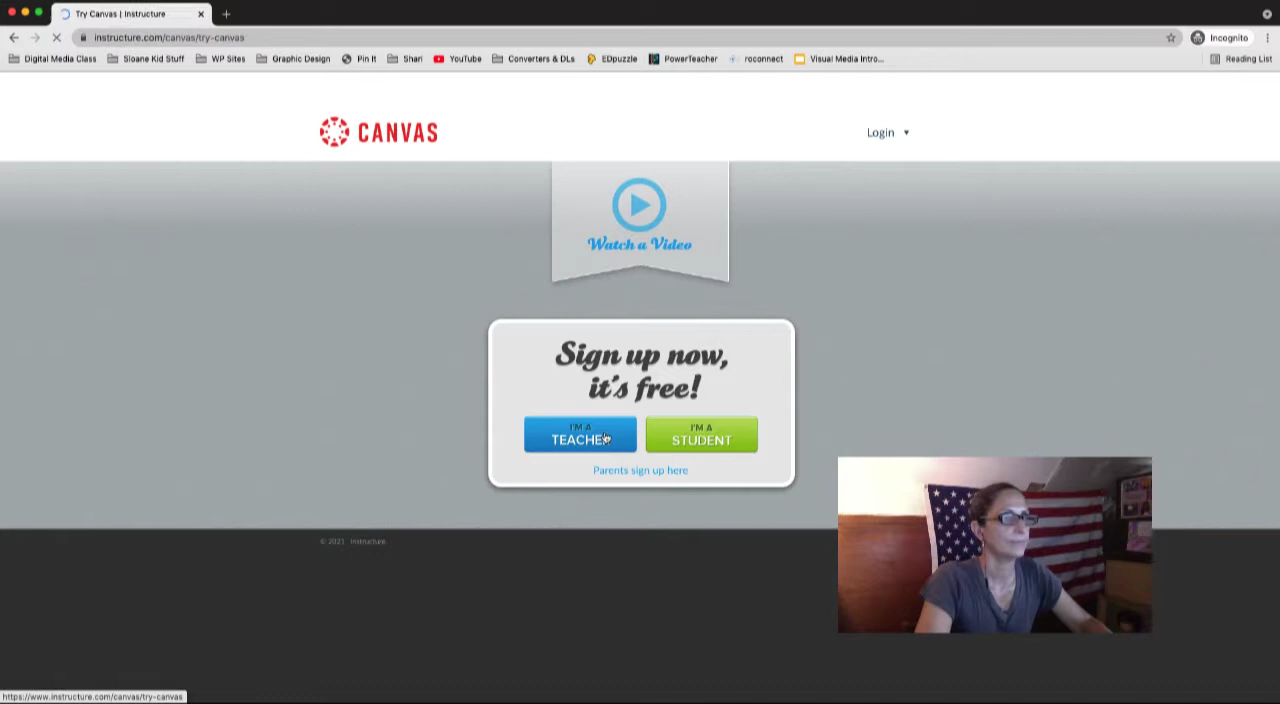 Try Canvas | Instructure
instructure.com/canvas/try-canvas
Incognito
Digital Media Class
Sloane Kid Stuff
WP Sites
Graphic Design
Pin It
Shari
YouTube
Converters & DLs
EDpuzzle
PowerTeacher
roconnect
Visual Media Intro...
Reading List
CANVAS
Login
Watch a Video
Sign up now,
it's free!
I'M A
TEACHER
I'M A
STUDENT
Parents sign up here
© 2021 Instructure
https://www.instructure.com/canvas/try-canvas